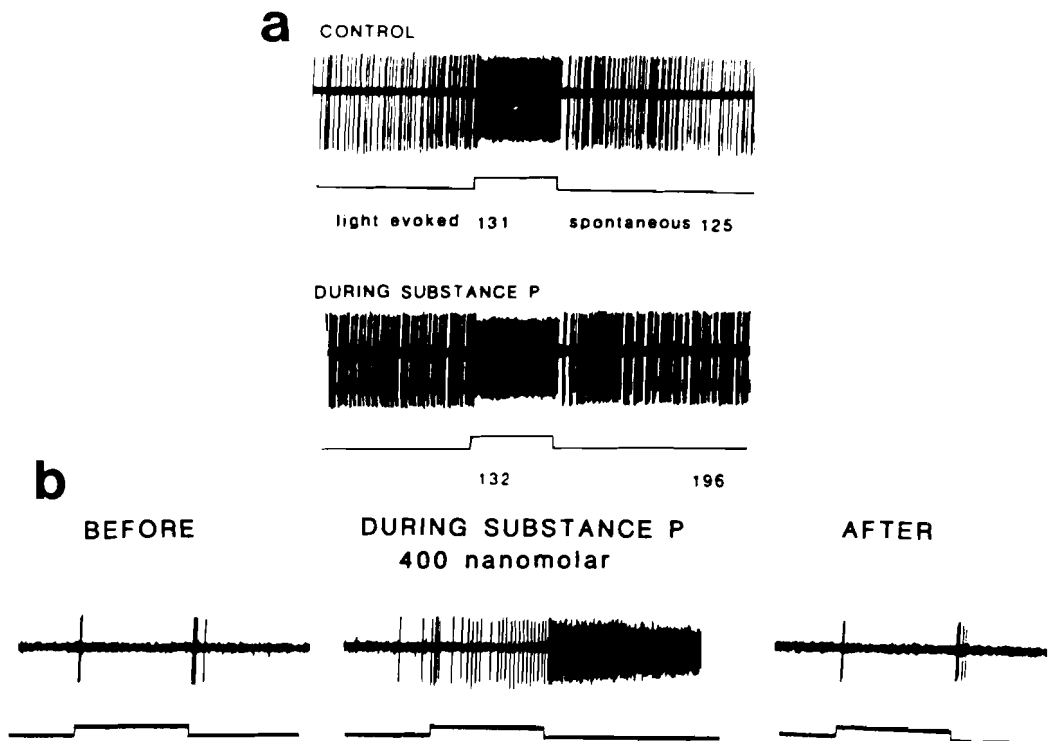 a CONTROL
light evoked 131 spontaneous 125
DURING SUBSTANCE P
132 196
b
BEFORE DURING SUBSTANCE P AFTER
400 nanomolar